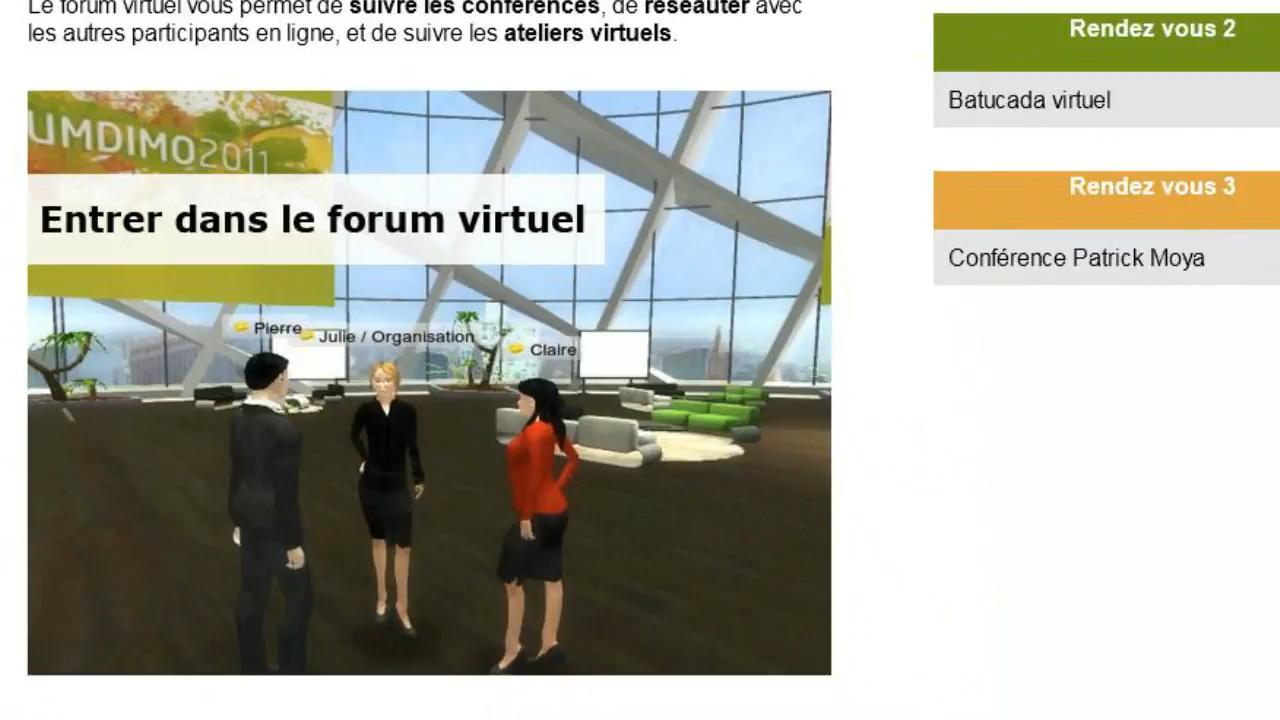 Le forum virtuel vous permet de suivre les conférences, de réseauter avec
les autres participants en ligne, et de suivre les ateliers virtuels.
UMDIMO2011
Entrer dans le forum virtuel
Pierre
Julie / Organisation
Claire
Rendez vous 2
Batucada virtuel
Rendez vous 3
Conférence Patrick Moya